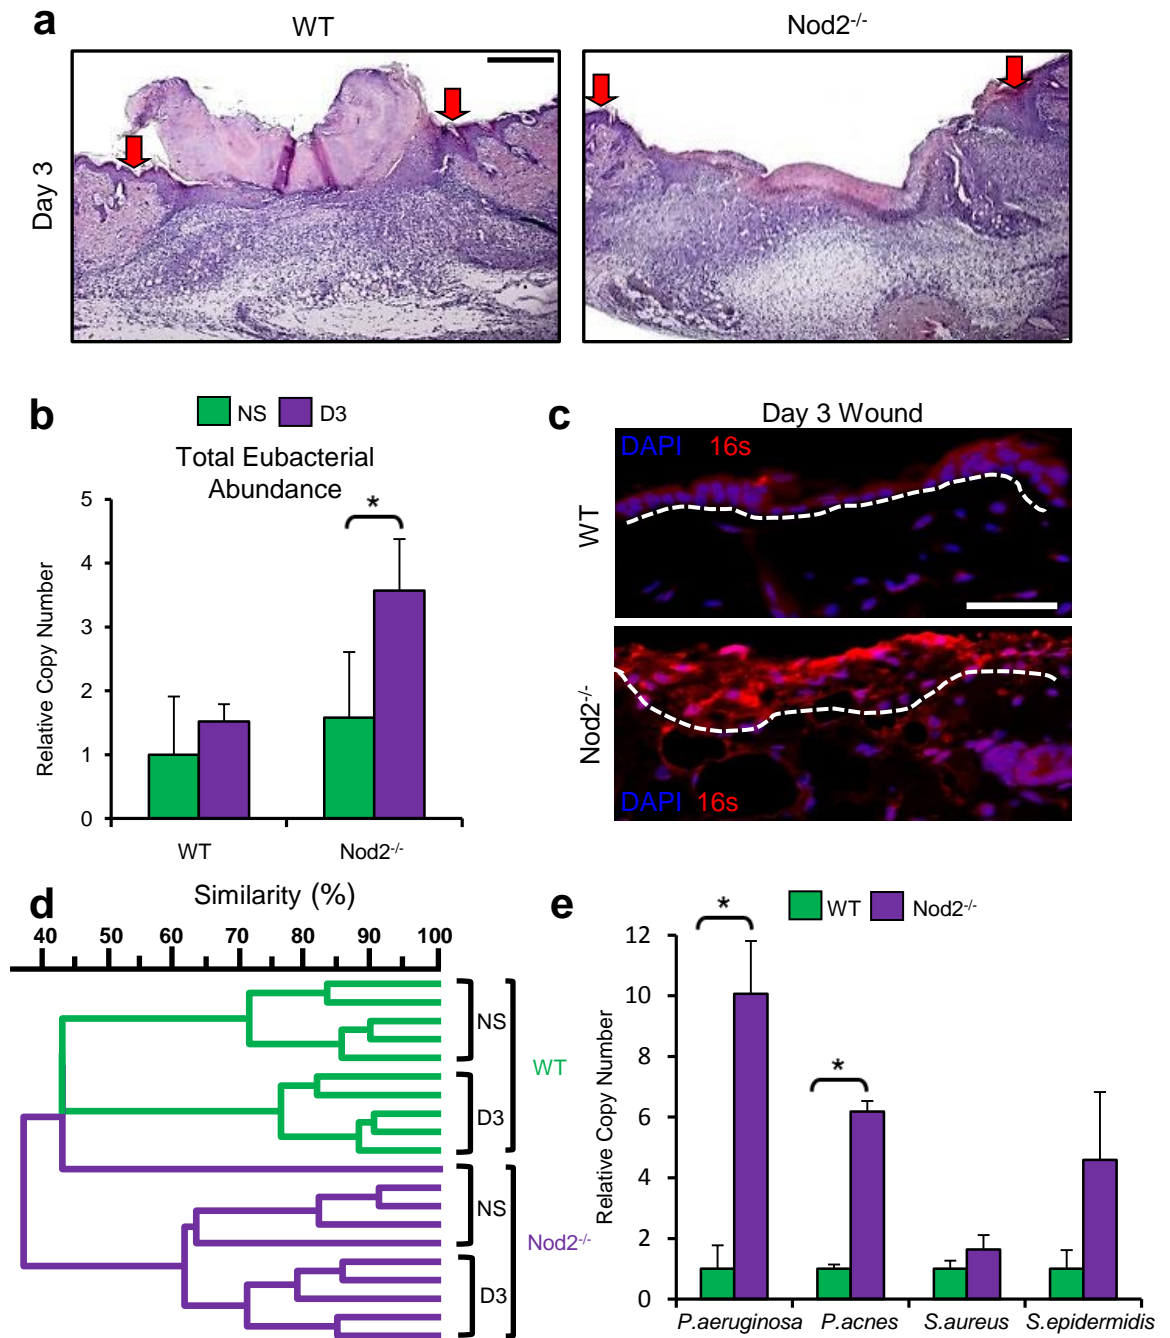 a
WT
Nod2-/-
Day 3
b
NS
D3
Total Eubacterial
Abundance
Relative Copy Number
5
4
3
2
1
0
*
WT
Nod2-/-
c
Day 3 Wound
DAPI 16s
WT
Nod2-/-
DAPI 16s
d
Similarity (%)
40 50 60 70 80 90 100
NS
D3
WT
NS
D3
Nod2-/-
e
WT
Nod2-/-
Relative Copy Number
12
10
8
6
4
2
0
*
*
P.aeruginosa P.acnes S.aureus S.epidermidis